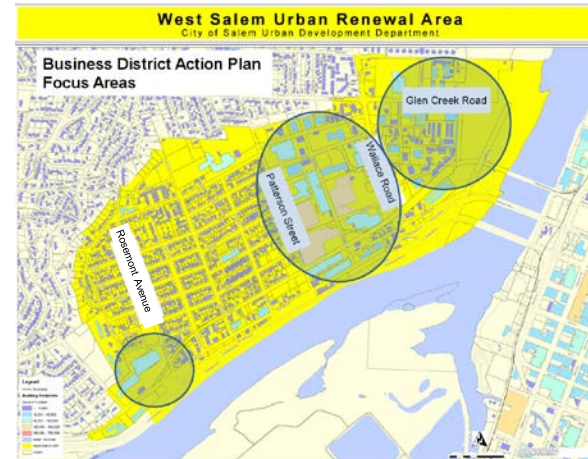 West Salem Urban Renewal Area
City of Salem Urban Development Department
Business District Action Plan
Focus Areas
Glen Creek Road
Wallace Road
Patterson Street
Rosemont Avenue
Legend